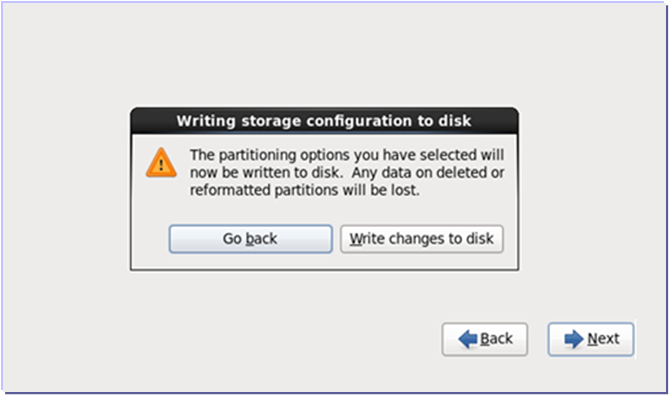 Writing storage configuration to disk
The partitioning options you have selected will
now be written to disk.  Any data on deleted or
reformatted partitions will be lost.
Go back
Write changes to disk
Back
Next